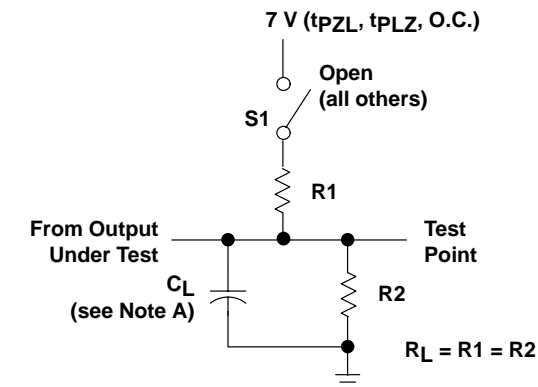 7 V (tPZL, tPLZ, O.C.)
Open
(all others)
S1
R1
From Output
Under Test
Test
Point
CL
(see Note A)
R2
RL = R1 = R2